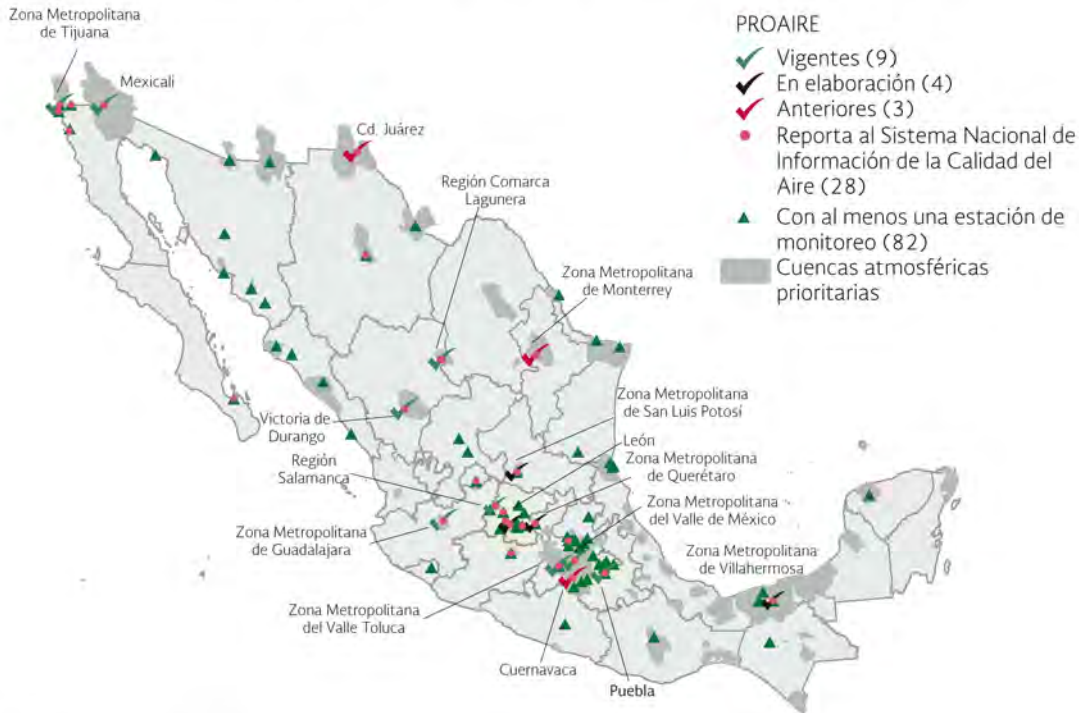 Zona Metropolitana
de Tijuana
Mexicali
Cd. Juárez
Región Comarca
Lagunera
Zona Metropolitana
de Monterrey
PROAIRE
Vigentes (9)
En elaboración (4)
Anteriores (3)
Reporta al Sistema Nacional de
Información de la Calidad del
Aire (28)
Con al menos una estación de
monitoreo (82)
Cuencas atmosféricas
prioritarias
Zona Metropolitana
de San Luis Potosí
Victoria de
Durango
León
Región
Salamanca
Zona Metropolitana
de Querétaro
Zona Metropolitana
del Valle de México
Zona Metropolitana
de Guadalajara
Zona Metropolitana
de Villahermosa
Zona Metropolitana
del Valle Toluca
Cuernavaca
Puebla